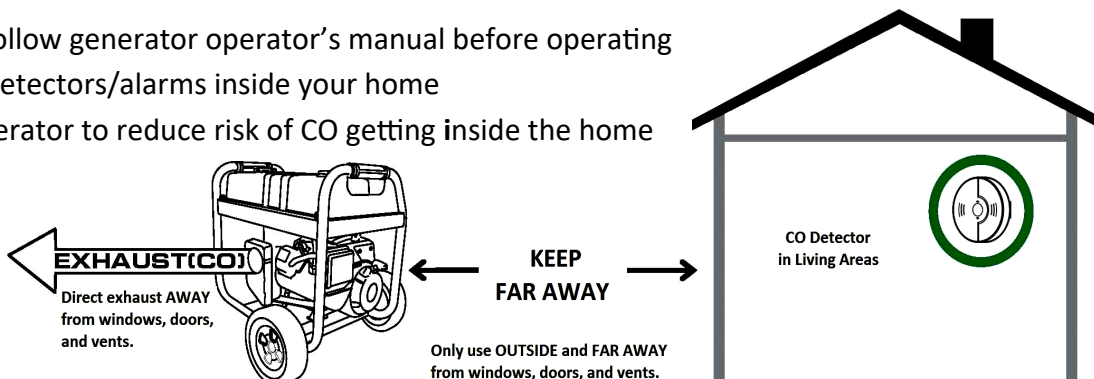 ollow generator operator's manual before operating
etectors/alarms inside your home
erator to reduce risk of CO getting inside the home
EXHAUST(CO)
Direct exhaust AWAY
from windows, doors,
and vents.
KEEP
FAR AWAY
Only use OUTSIDE and FAR AWAY
from windows, doors, and vents.
CO Detector
in Living Areas